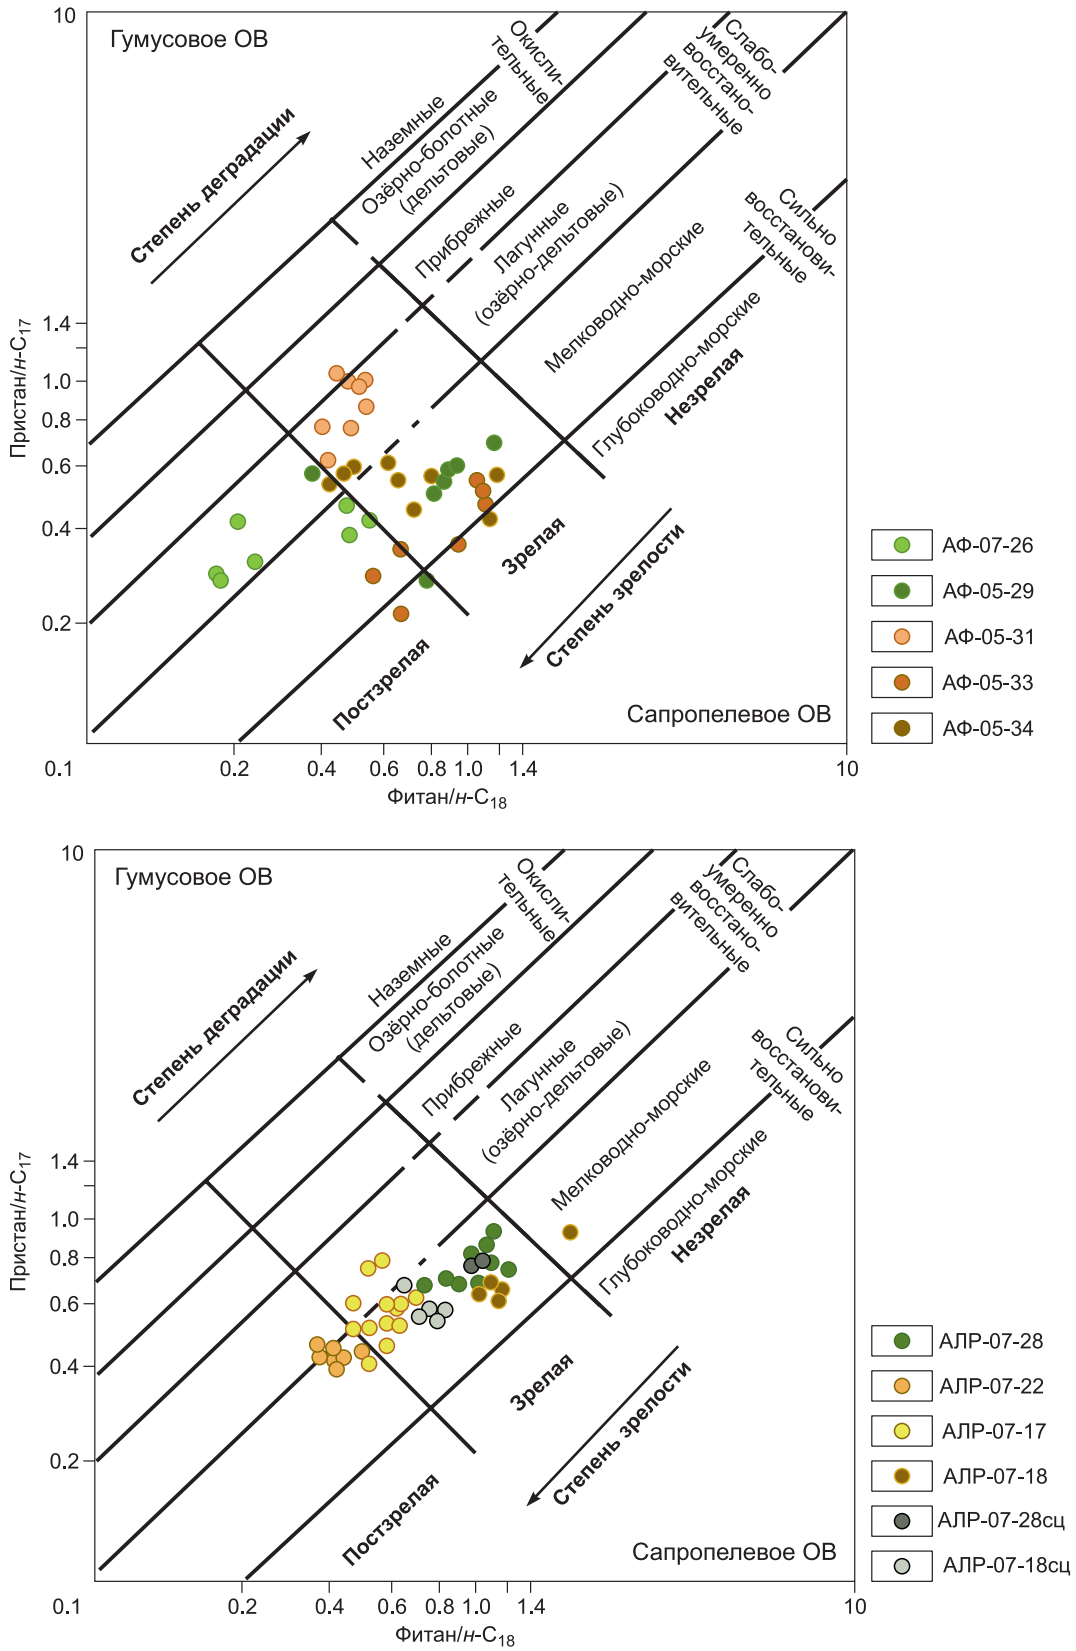 10
Гумусовое ОВ
Степень деградации
Наземные
Окисли-
тельные
Озёрно-болотные
(дельтовые)
Прибрежные
Слабо-
умеренно
восстано-
вительные
Лагунные
(озёрно-дельтовые)
Мелководно-морские
Сильно
восстанови-
тельные
Глубоководно-морские
Незрелая
Зрелая
Постзрелая
Степень зрелости
Сапропелевое ОВ
Пристан/н-C17
1.4
1.0
0.8
0.6
0.4
0.2
0.1
0.2
0.4
0.6
0.8
1.0
1.4
10
Фитан/н-C18
АФ-07-26
АФ-05-29
АФ-05-31
АФ-05-33
АФ-05-34
10
Гумусовое ОВ
Степень деградации
Наземные
Окисли-
тельные
Озёрно-болотные
(дельтовые)
Прибрежные
Слабо-
умеренно
восстано-
вительные
Лагунные
(озёрно-дельтовые)
Мелководно-морские
Сильно
восстанови-
тельные
Глубоководно-морские
Незрелая
Зрелая
Постзрелая
Степень зрелости
Сапропелевое ОВ
Пристан/н-C17
1.4
1.0
0.8
0.6
0.4
0.2
0.1
0.2
0.4
0.6
0.8
1.0
1.4
10
Фитан/н-C18
АЛР-07-28
АЛР-07-22
АЛР-07-17
АЛР-07-18
АЛР-07-28сц
АЛР-07-18сц